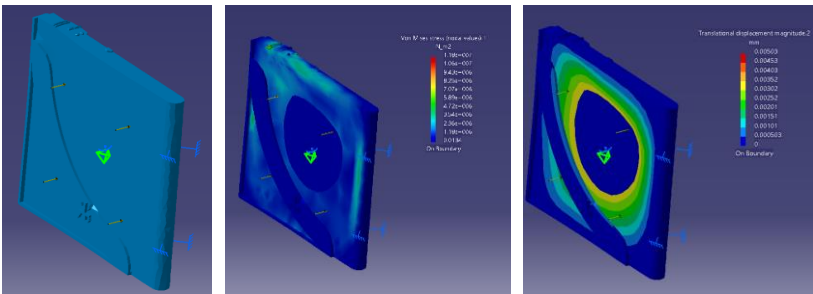 Von Mises stress (nodal values).1
N_m2
1.18e+007
1.06e+007
9.43e+006
8.25e+006
7.07e+006
5.89e+006
4.72e+006
3.54e+006
2.36e+006
1.18e+006
0.0134
On Boundary
Translational displacement magnitude.2
mm
0.00503
0.00453
0.00403
0.00352
0.00302
0.00252
0.00201
0.00151
0.00101
0.000503
0
On Boundary